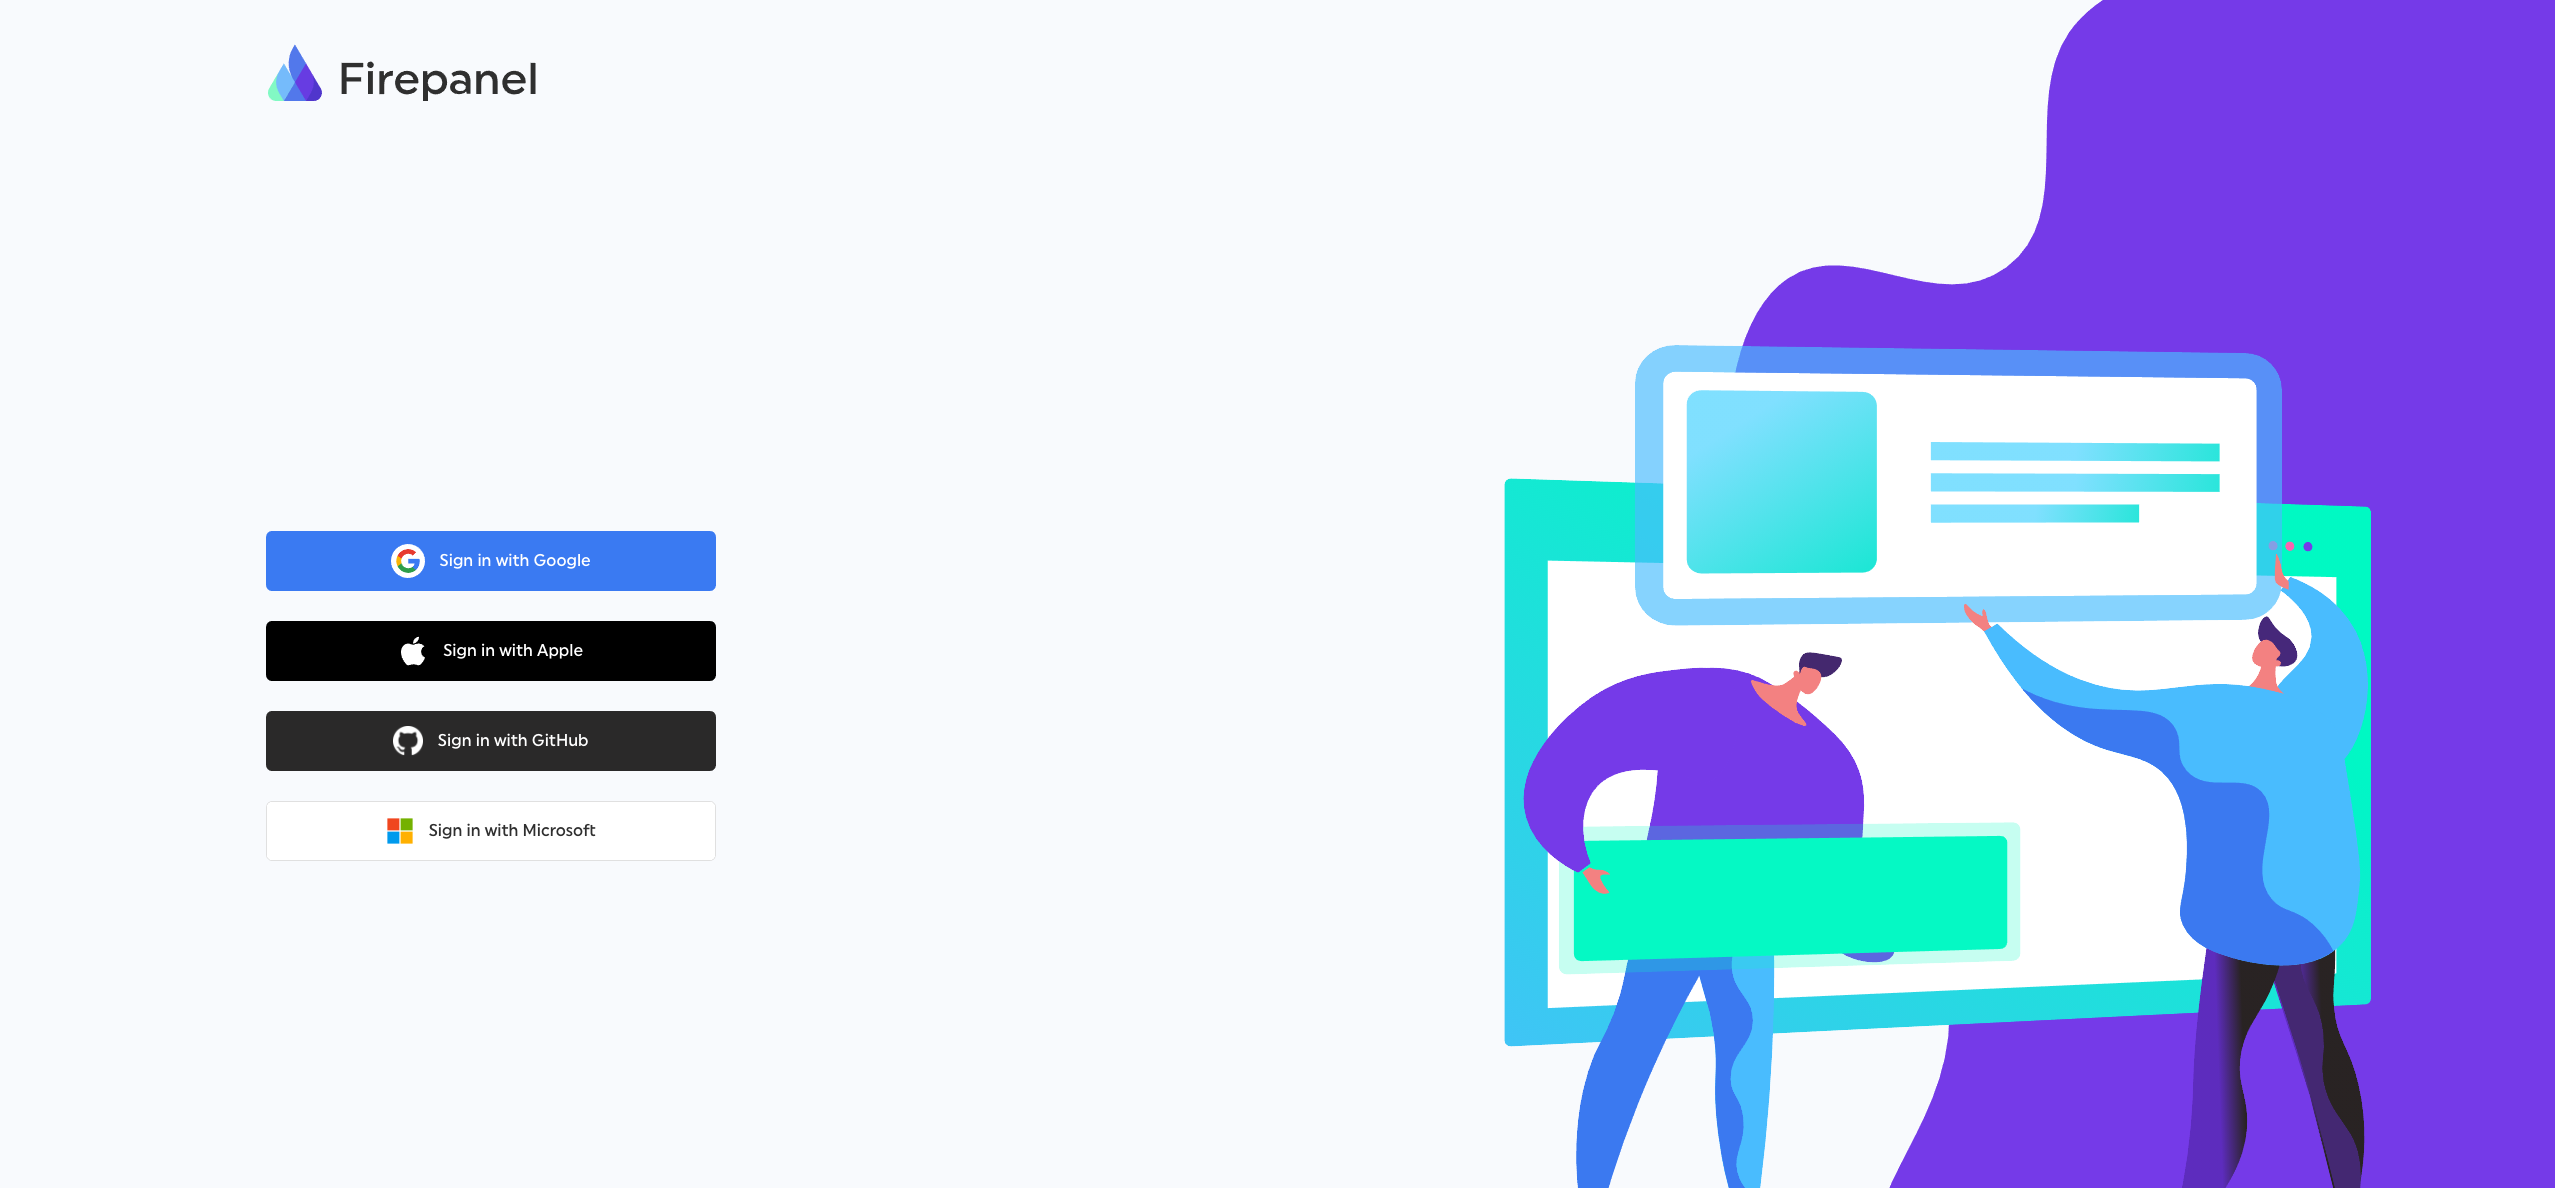 Firepanel
Sign in with Google
Sign in with Apple
Sign in with GitHub
Sign in with Microsoft